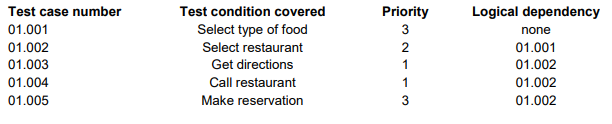 Test case number Test condition covered Priority Logical dependency
01.001 Select type of food 3 none
01.002 Select restaurant 2 01.001
01.003 Get directions 1 01.002
01.004 Call restaurant 1 01.002
01.005 Make reservation 3 01.002